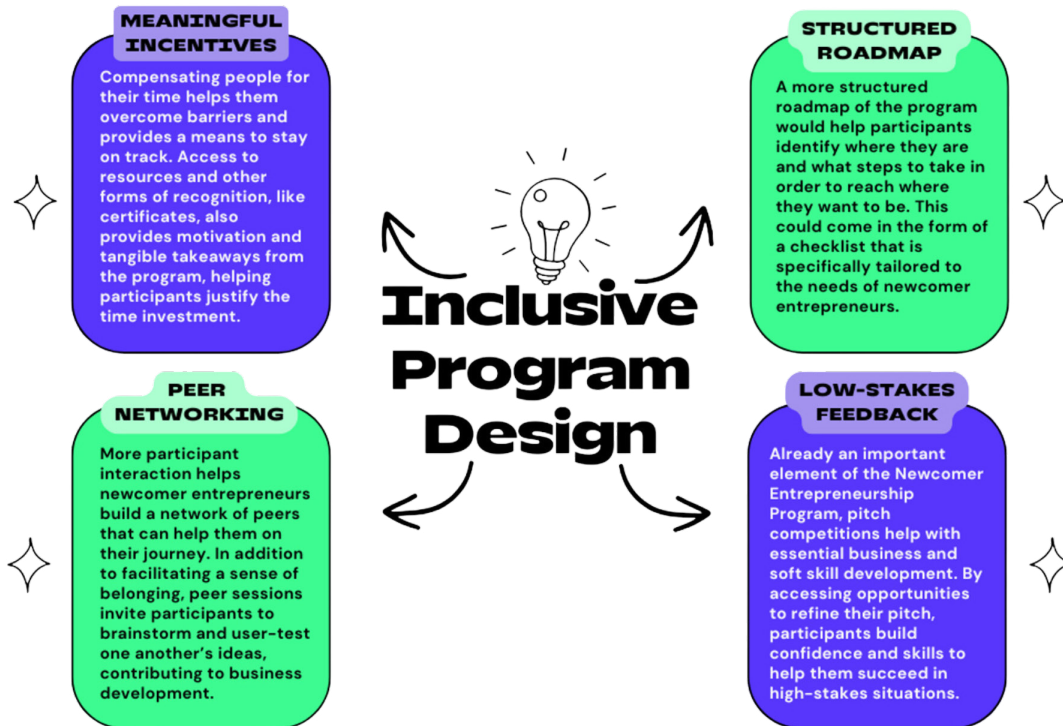 MEANINGFUL
INCENTIVES
Compensating people for
their time helps them
overcome barriers and
provides a means to stay
on track. Access to
resources and other
forms of recognition, like
certificates, also
provides motivation and
tangible takeaways from
the program, helping
participants justify the
time investment.
STRUCTURED
ROADMAP
A more structured
roadmap of the program
would help participants
identify where they are
and what steps to take in
order to reach where
they want to be. This
could come in the form of
a checklist that is
specifically tailored to
the needs of newcomer
entrepreneurs.
Inclusive
Program
Design
PEER
NETWORKING
More participant
interaction helps
newcomer entrepreneurs
build a network of peers
that can help them on
their journey. In addition
to facilitating a sense of
belonging, peer sessions
invite participants to
brainstorm and user-test
one another's ideas,
contributing to business
development.
LOW-STAKES
FEEDBACK
Already an important
element of the Newcomer
Entrepreneurship
Program, pitch
competitions help with
essential business and
soft skill development. By
accessing opportunities
to refine their pitch,
participants build
confidence and skills to
help them succeed in
high-stakes situations.